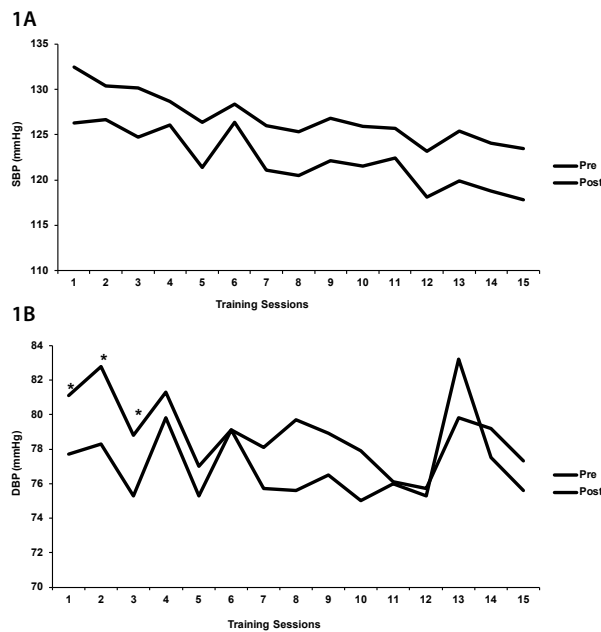 1A
135
130
125
120
115
110
SBP (mmHg)
1 2 3 4 5 6 7 8 9 10 11 12 13 14 15
Training Sessions
Pre
Post
1B
84
82
80
78
76
74
72
70
DBP (mmHg)
*
*
*
1 2 3 4 5 6 7 8 9 10 11 12 13 14 15
Training Sessions
Pre
Post